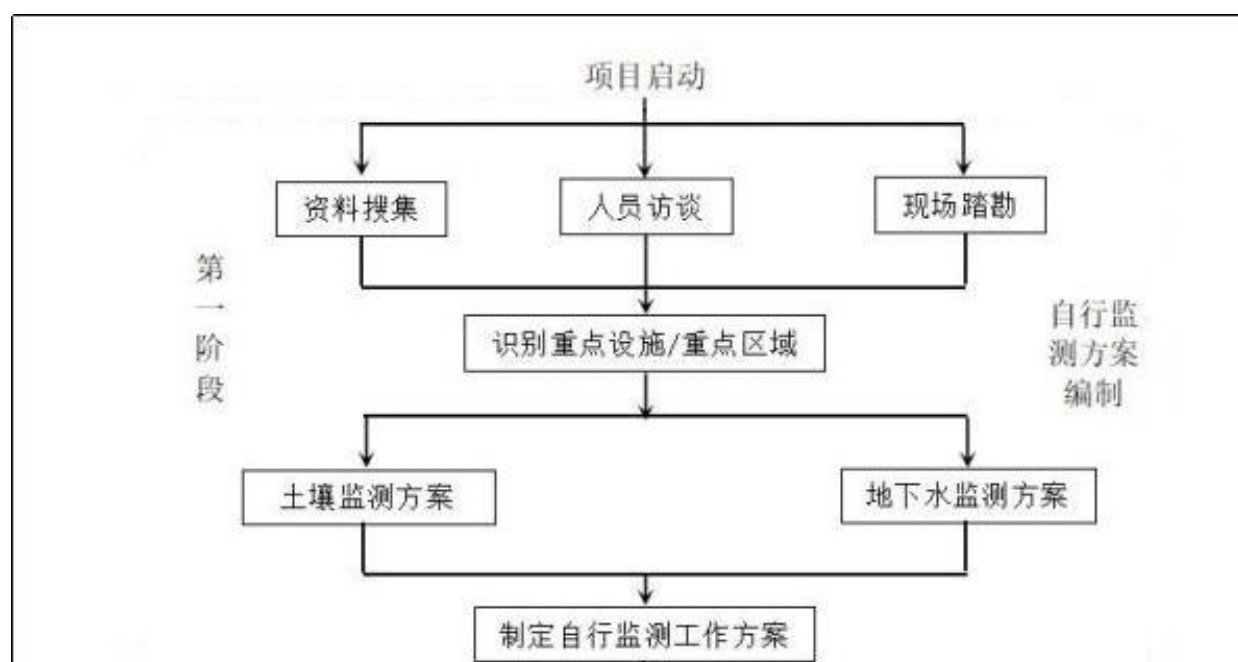 项目启动
资料搜集
人员访谈
现场踏勘
第
一
阶
段
识别重点设施/重点区域
自行监
测方案
编制
土壤监测方案
地下水监测方案
制定自行监测工作方案